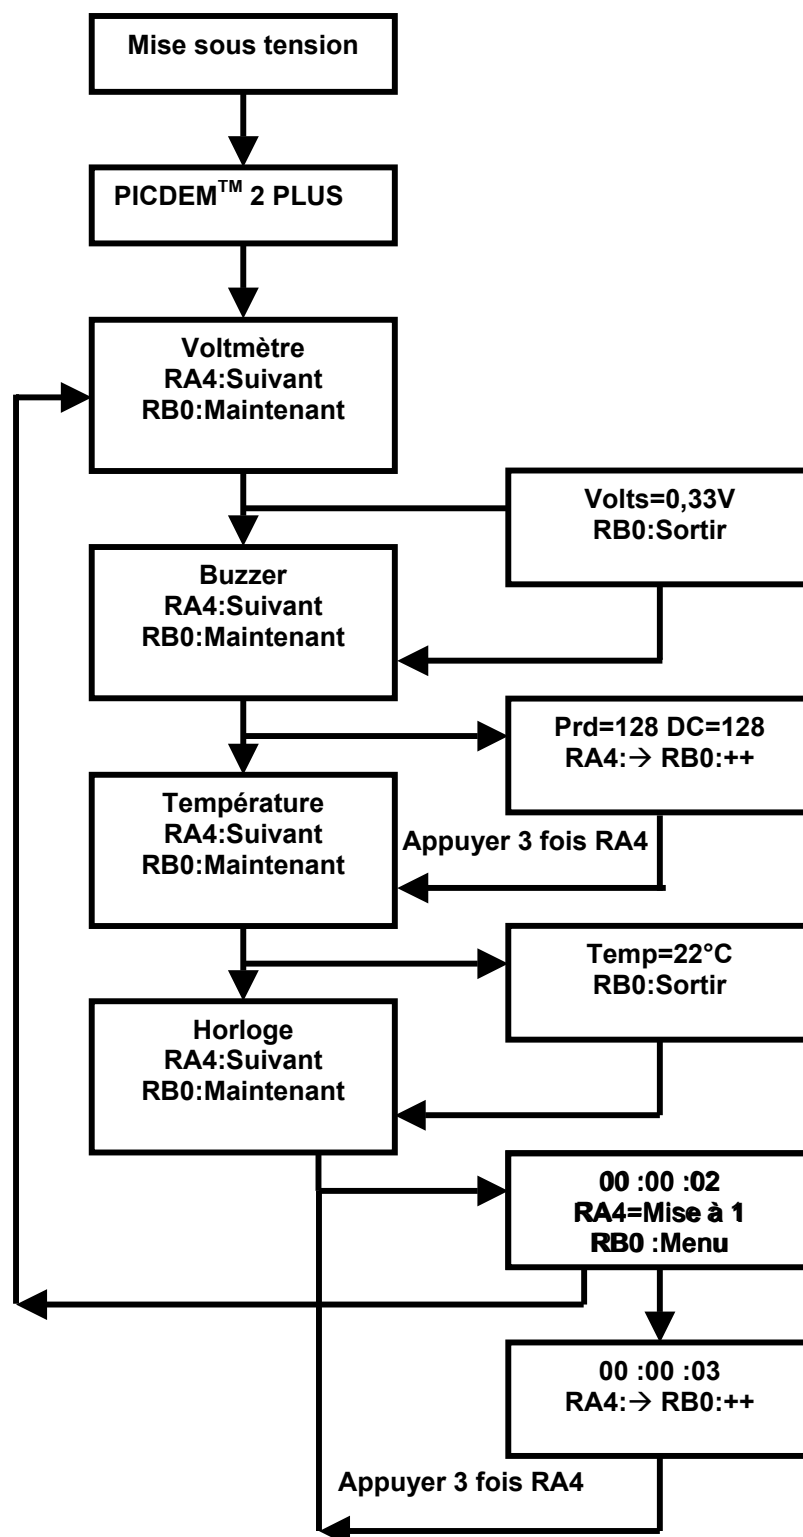 Mise sous tension
PICDEM™ 2 PLUS
Voltmètre
RA4:Suivant
RB0:Maintenant
Volts=0,33V
RB0:Sortir
Buzzer
RA4:Suivant
RB0:Maintenant
Prd=128 DC=128
RA4:→ RB0:++
Température
RA4:Suivant
RB0:Maintenant
Appuyer 3 fois RA4
Temp=22°C
RB0:Sortir
Horloge
RA4:Suivant
RB0:Maintenant
00 :00 :02
RA4=Mise à 1
RB0 :Menu
00 :00 :03
RA4:→ RB0:++
Appuyer 3 fois RA4